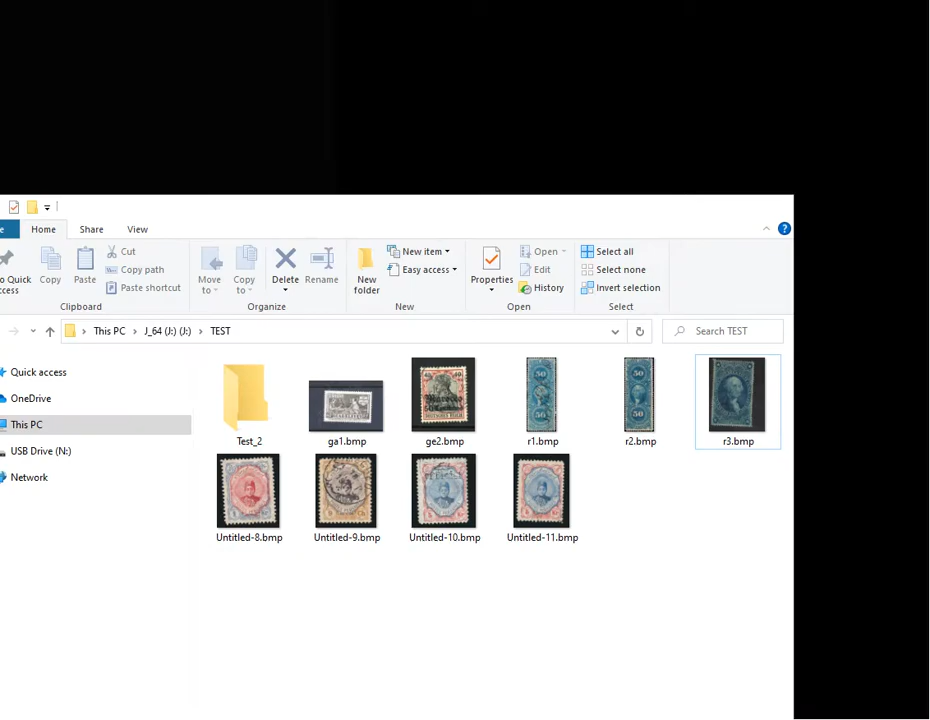 Home Share View
Cut
Copy path
Paste shortcut
Copy
Paste
Clipboard
Move to
Copy to
Delete
Rename
Organize
New folder
New item
Easy access
New
Properties
Open
Edit
History
Open
Select all
Select none
Invert selection
Select
This PC > J_64 (J:) (J:) > TEST
Search TEST
Quick access
OneDrive
This PC
USB Drive (N:)
Network
Test_2
ga1.bmp
ge2.bmp
r1.bmp
r2.bmp
r3.bmp
Untitled-8.bmp
Untitled-9.bmp
Untitled-10.bmp
Untitled-11.bmp